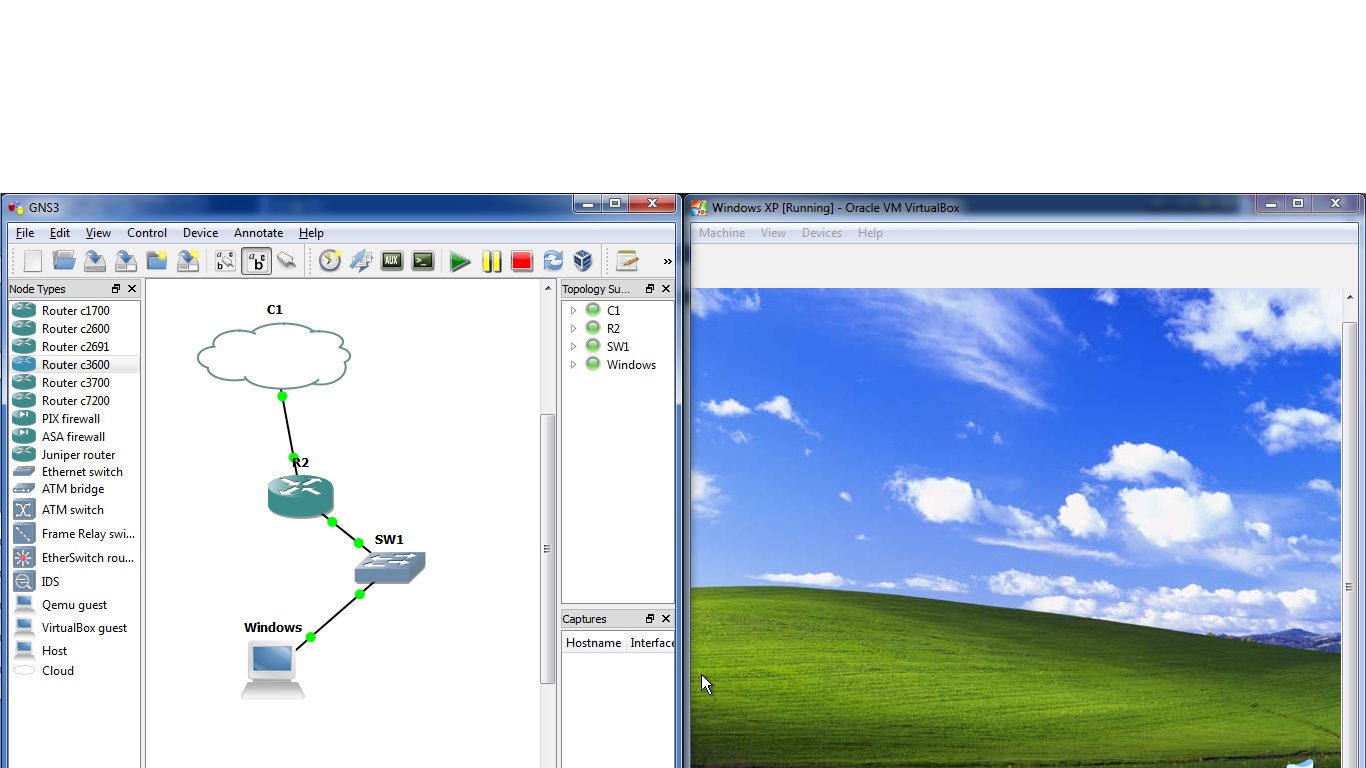 GNS3
File Edit View Control Device Annotate Help
AUX
»
Node Types
Router c1700
Router c2600
Router c2691
Router c3600
Router c3700
Router c7200
PIX firewall
ASA firewall
Juniper router
Ethernet switch
ATM bridge
ATM switch
Frame Relay swi...
EtherSwitch rou...
IDS
Qemu guest
VirtualBox guest
Host
Cloud
C1
R2
SW1
Windows
Topology Su...
C1
R2
SW1
Windows
Captures
Hostname Interface
Windows XP [Running] - Oracle VM VirtualBox
Machine View Devices Help